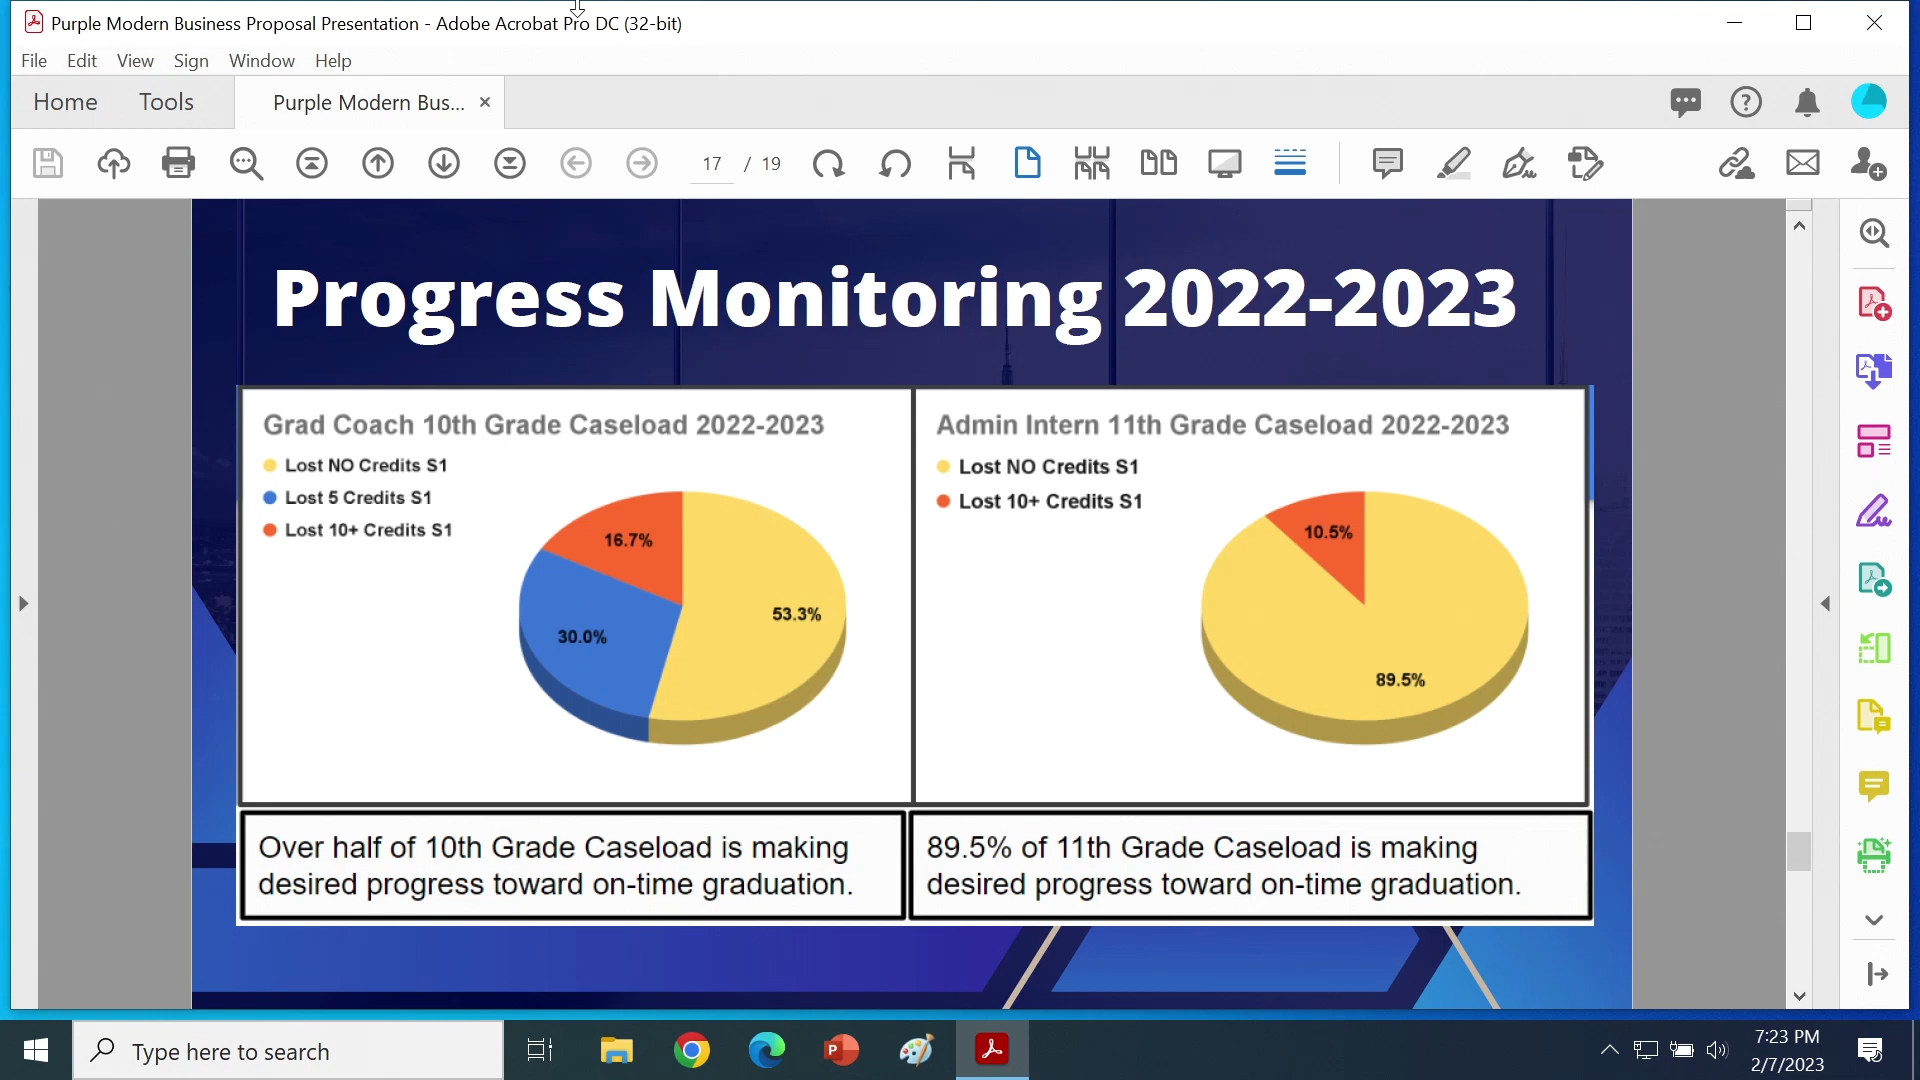 Purple Modern Business Proposal Presentation - Adobe Acrobat Pro DC (32-bit)
File Edit View Sign Window Help
Home Tools Purple Modern Bus... ×
17 / 19
Progress Monitoring 2022-2023
Grad Coach 10th Grade Caseload 2022-2023
Lost NO Credits S1
Lost 5 Credits S1
Lost 10+ Credits S1
16.7%
53.3%
30.0%
Admin Intern 11th Grade Caseload 2022-2023
Lost NO Credits S1
Lost 10+ Credits S1
10.5%
89.5%
Over half of 10th Grade Caseload is making
desired progress toward on-time graduation.
89.5% of 11th Grade Caseload is making
desired progress toward on-time graduation.
Type here to search
7:23 PM
2/7/2023